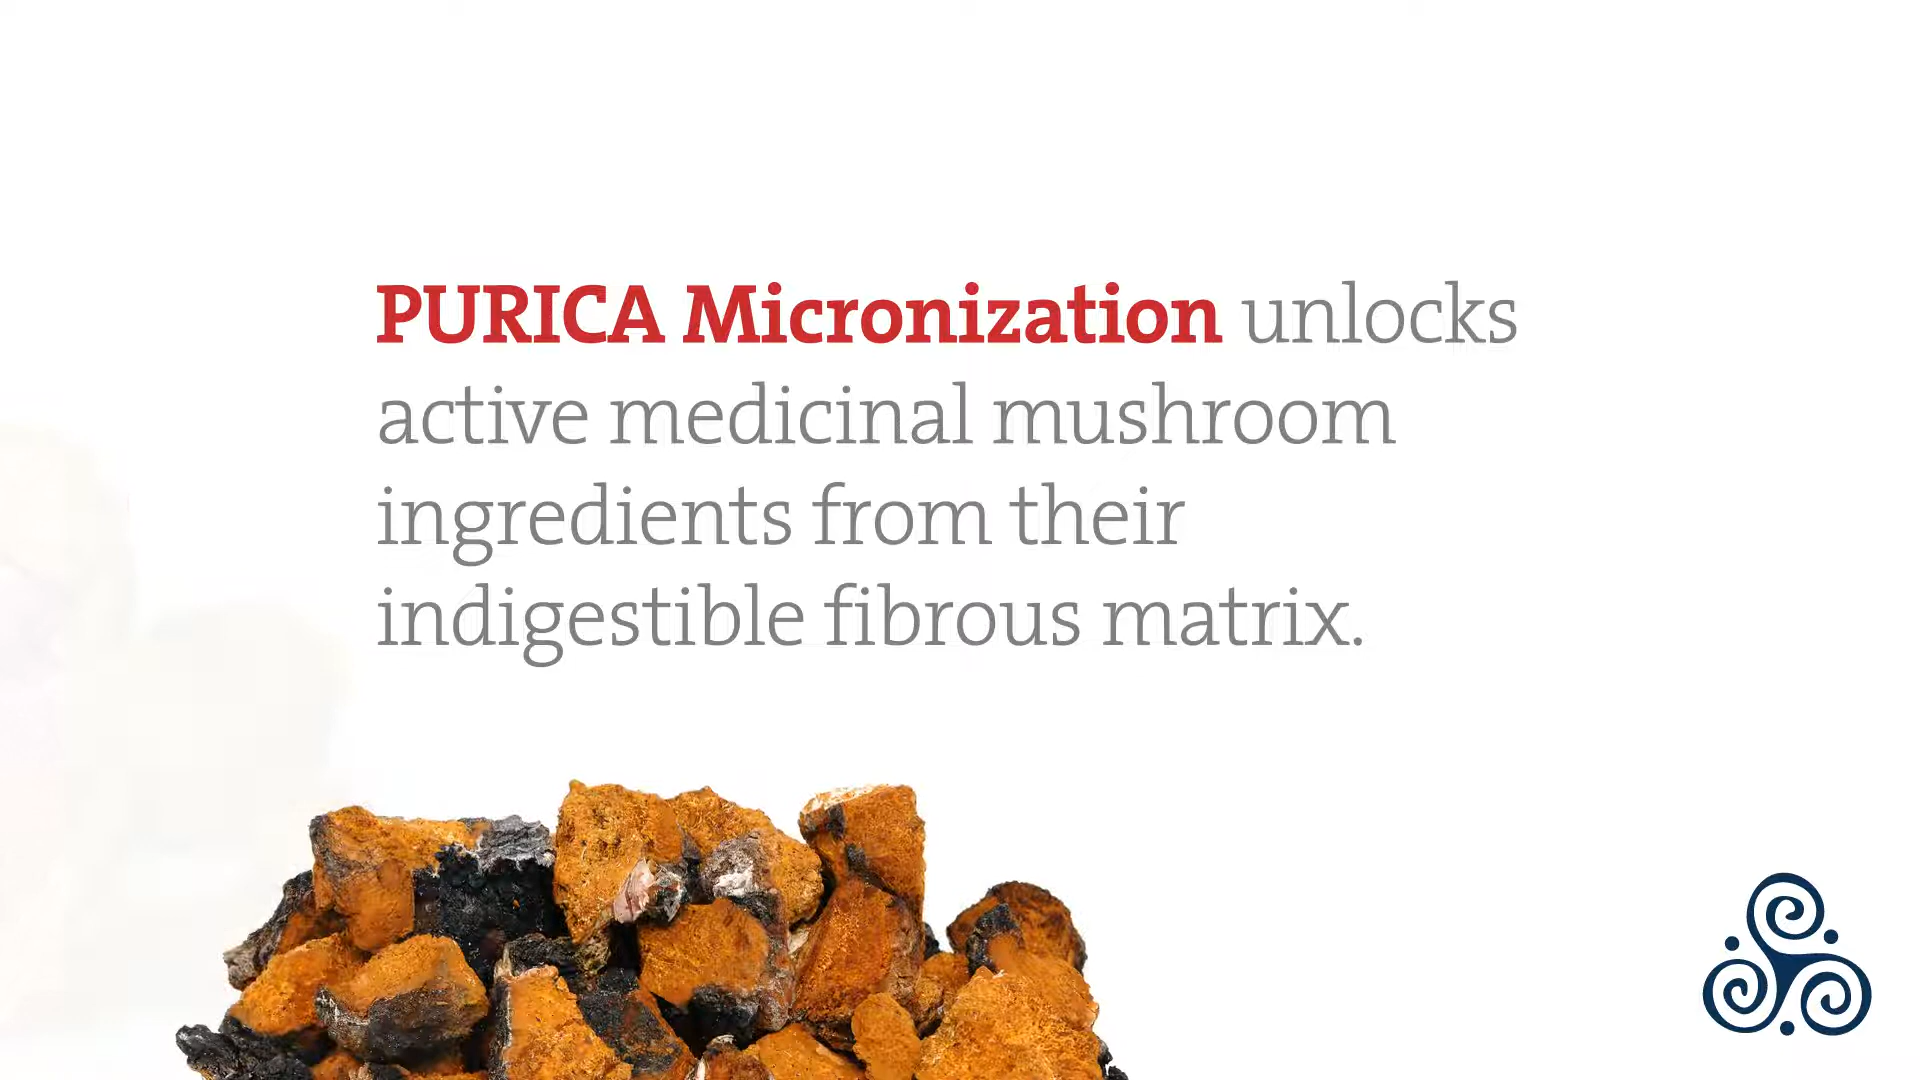 PURICA Micronization unlocks
active medicinal mushroom
ingredients from their
indigestible fibrous matrix.